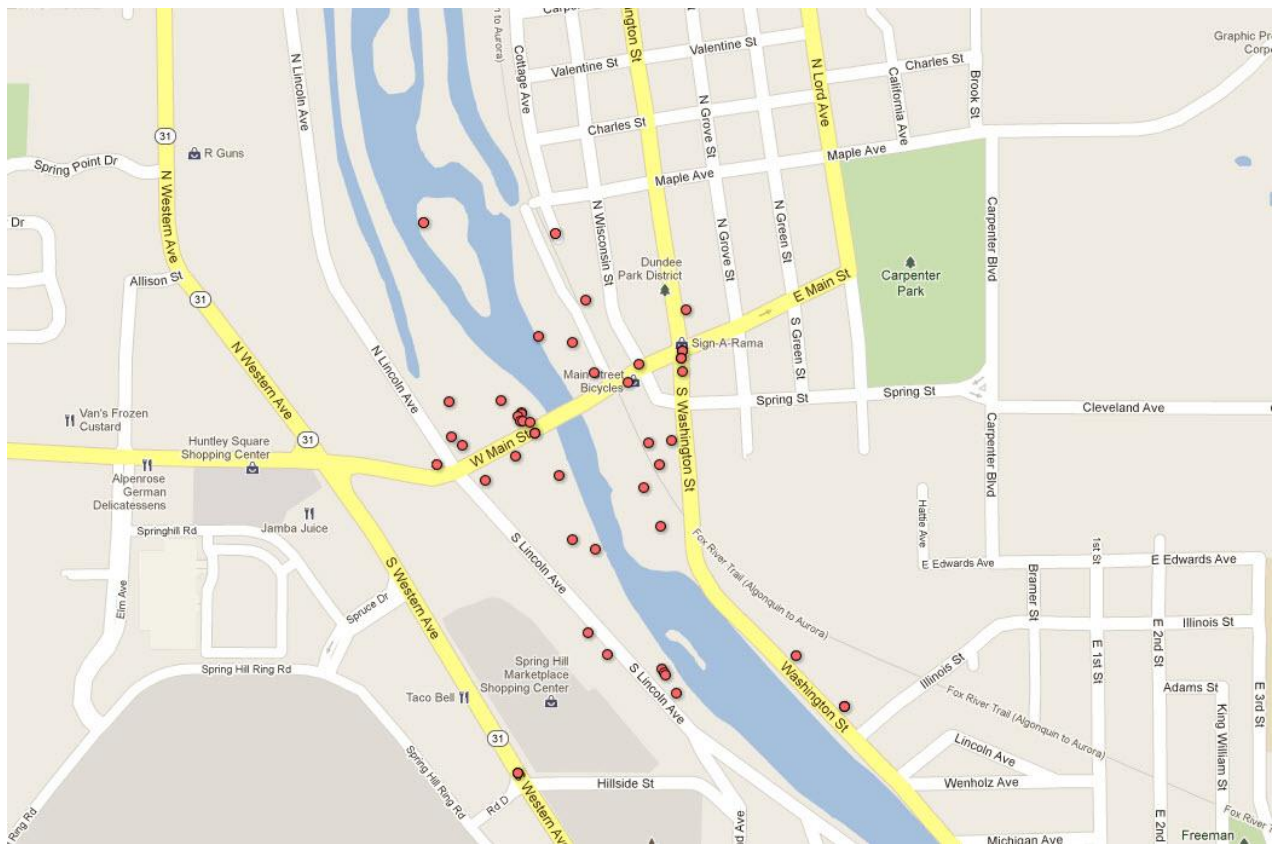 Carpen
Valentine St
Valentine St
Charles St
Charles St
Graphic Pr
Corp
n to Aurora)
Cottage Ave
ington St
N Lord Ave
California Ave
Brook St
N Lincoln Ave
31
R Guns
Spring Point Dr
N Western Ave
Maple Ave
Maple Ave
N Grove St
N Wisconsin St
N Green St
N Grove St
Carpenter Blvd
Dr
Allison St
31
Dundee
Park District
Carpenter
Park
E Main St
N Western Ave
N Lincoln Ave
Sign-A-Rama
S Green St
Main Street
Bicycles
S Washington St
Spring St
Spring St
Cleveland Ave
Van's Frozen
Custard
Huntley Square
Shopping Center
31
W Main St
Carpenter Blvd
Alpenrose
German
Delicatessens
Jamba Juice
Springhill Rd
Hattie Ave
S Lincoln Ave
Fox River Trail (Algonquin to Aurora)
1st St
E Edwards Ave
E Edwards Ave
Elm Ave
Spruce Dr
S Western Ave
Bramer St
Illinois St
E 1st St
E 2nd St
Spring Hill Ring Rd
Spring Hill
Marketplace
Shopping Center
S Lincoln Ave
Washington St
Illinois St
Fox River Trail (Algonquin to Aurora)
Adams St
E 3rd St
King William St
Taco Bell
31
Lincoln Ave
Spring Hill Ring Rd
Hillside St
Wenholz Ave
Rd D
S Western Ave
Ring Rd
d Ave
E 2nd
Michigan Ave
Freeman